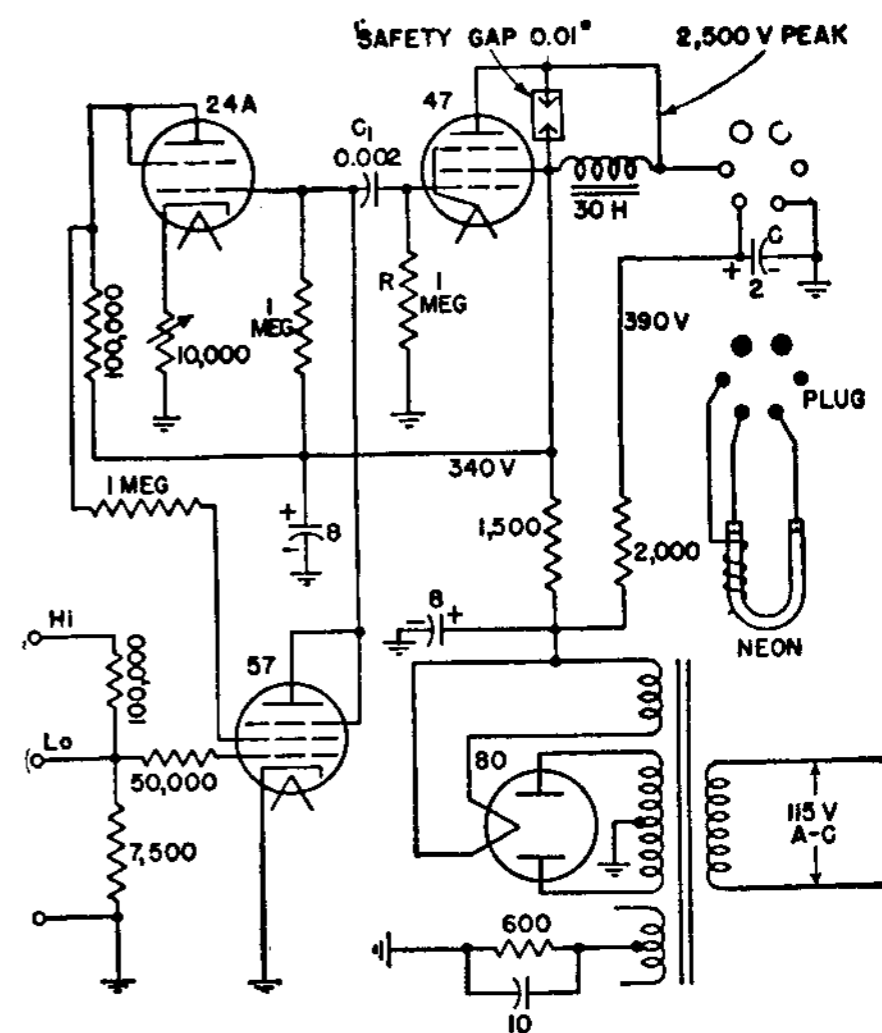 "SAFETY GAP 0.01"
2,500 V PEAK
24A
47
C1
0.002
30 H
R
1
MEG
1
MEG
100,000
10,000
C
+
-
2
390 V
PLUG
340 V
1 MEG
+
-
8
1,500
2,000
NEON
Hi
57
- 8 +
100,000
Lo
50,000
80
115 V
A-C
7,500
600
10